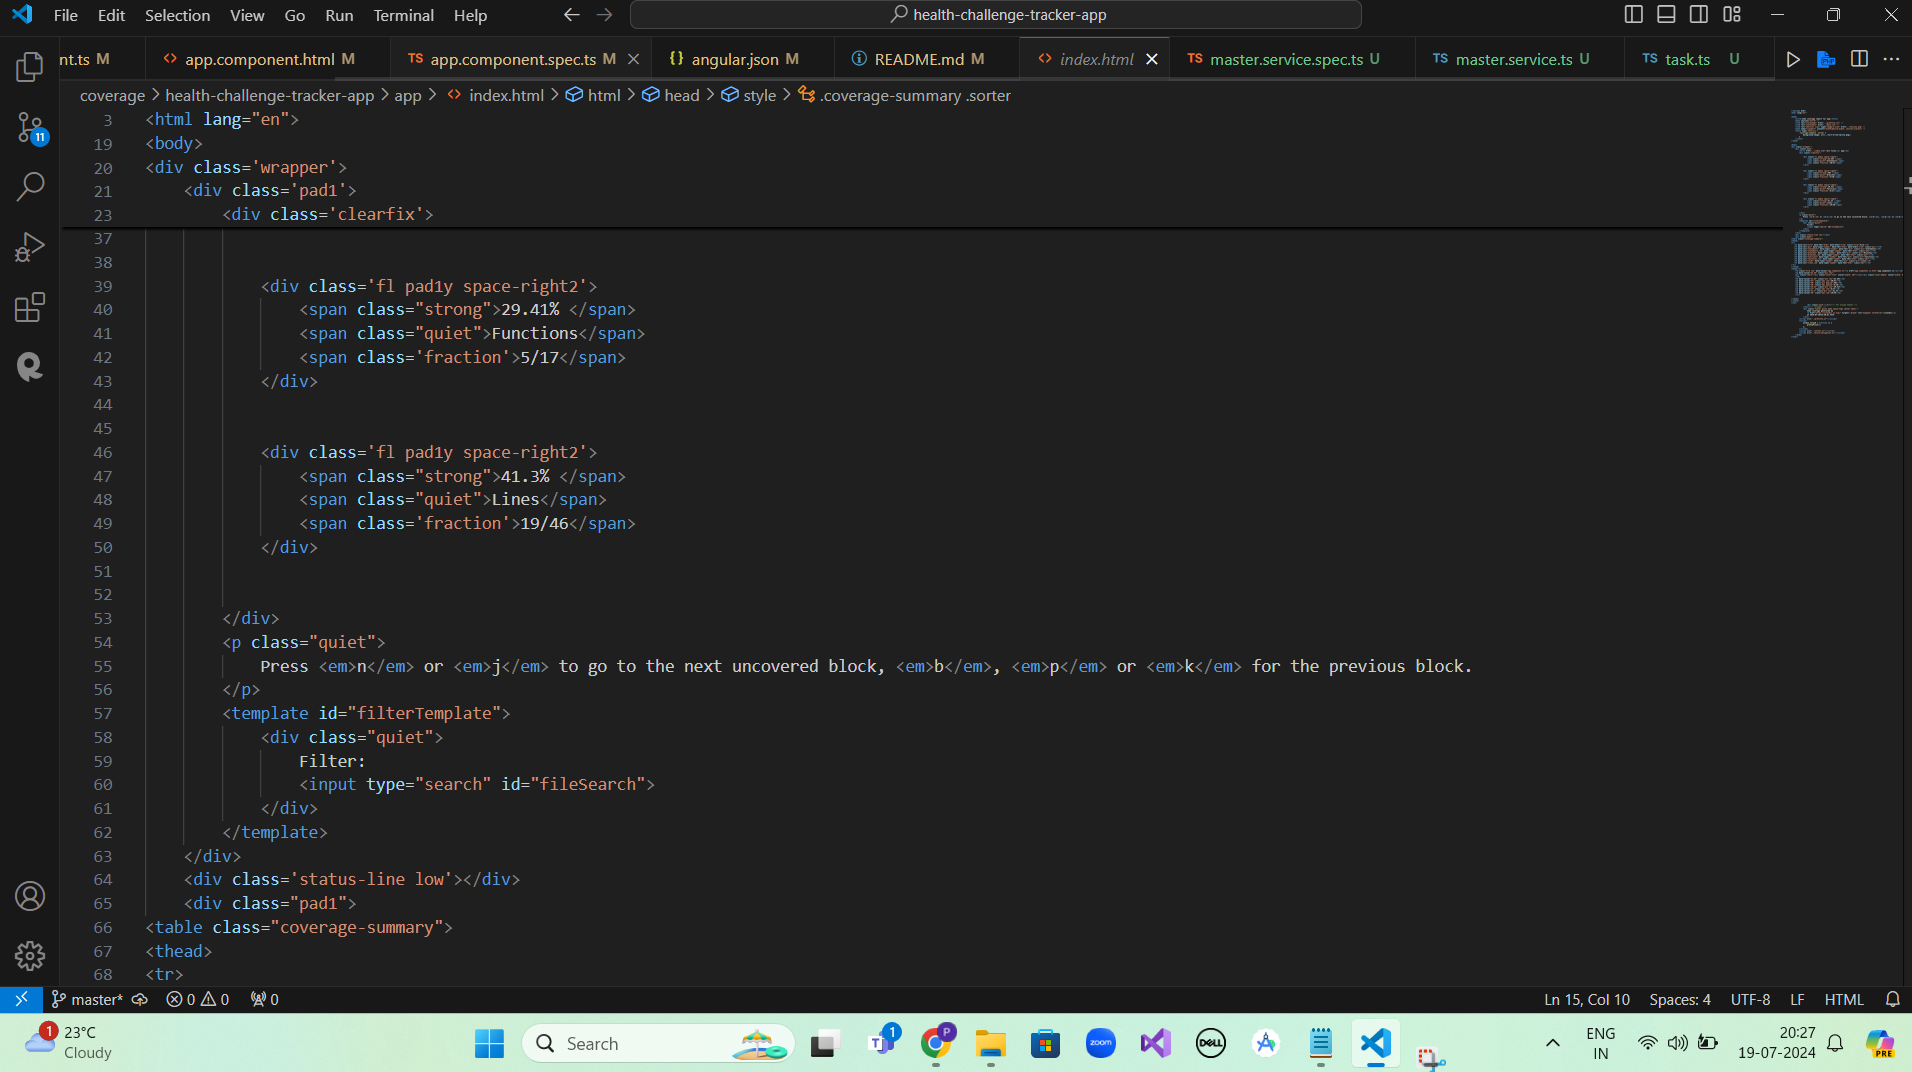 File Edit Selection View Go Run Terminal Help
health-challenge-tracker-app
nt.ts M
<> app.component.html M
TS app.component.spec.ts M
{} angular.json M
README.md M
<> index.html
TS master.service.spec.ts U
TS master.service.ts U
TS task.ts U
coverage > health-challenge-tracker-app > app > <> index.html > html > head > style > .coverage-summary .sorter
3 <html lang="en">
19 <body>
20 <div class='wrapper'>
21 <div class='pad1'>
23 <div class='clearfix'>
37
38
39 <div class='fl pad1y space-right2'>
40 <span class="strong">29.41% </span>
41 <span class="quiet">Functions</span>
42 <span class='fraction'>5/17</span>
43 </div>
44
45
46 <div class='fl pad1y space-right2'>
47 <span class="strong">41.3% </span>
48 <span class="quiet">Lines</span>
49 <span class='fraction'>19/46</span>
50 </div>
51
52
53 </div>
54 <p class="quiet">
55 Press <em>n</em> or <em>j</em> to go to the next uncovered block, <em>b</em>, <em>p</em> or <em>k</em> for the previous block.
56 </p>
57 <template id="filterTemplate">
58 <div class="quiet">
59 Filter:
60 <input type="search" id="fileSearch">
61 </div>
62 </template>
63 </div>
64 <div class='status-line low'></div>
65 <div class="pad1">
66 <table class="coverage-summary">
67 <thead>
68 <tr>
11
master* 0 0 0
Ln 15, Col 10 Spaces: 4 UTF-8 LF HTML
1 23°C
Cloudy
Search
1
P
zoom
DELL
ENG
IN
20:27
19-07-2024
PRE